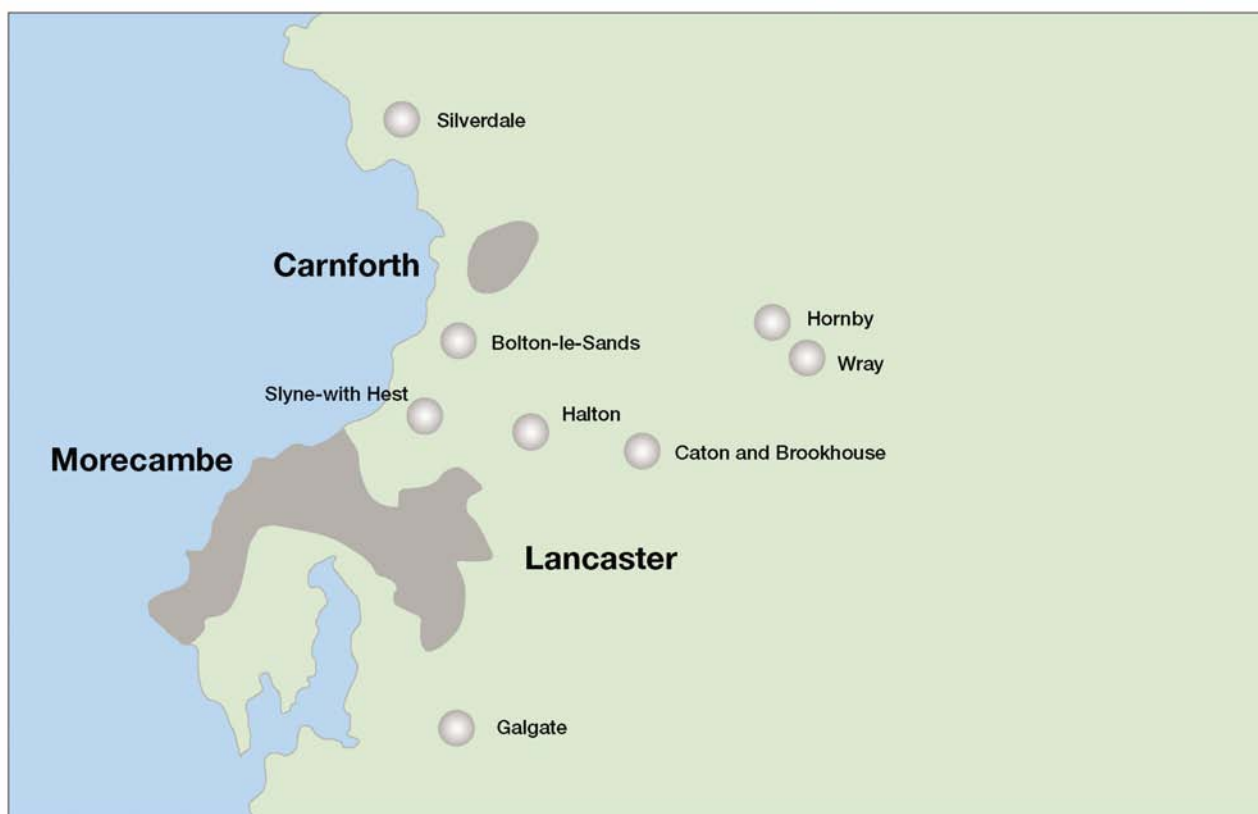 Silverdale
Carnforth
Hornby
Bolton-le-Sands
Wray
Slyne-with Hest
Halton
Morecambe
Caton and Brookhouse
Lancaster
Galgate